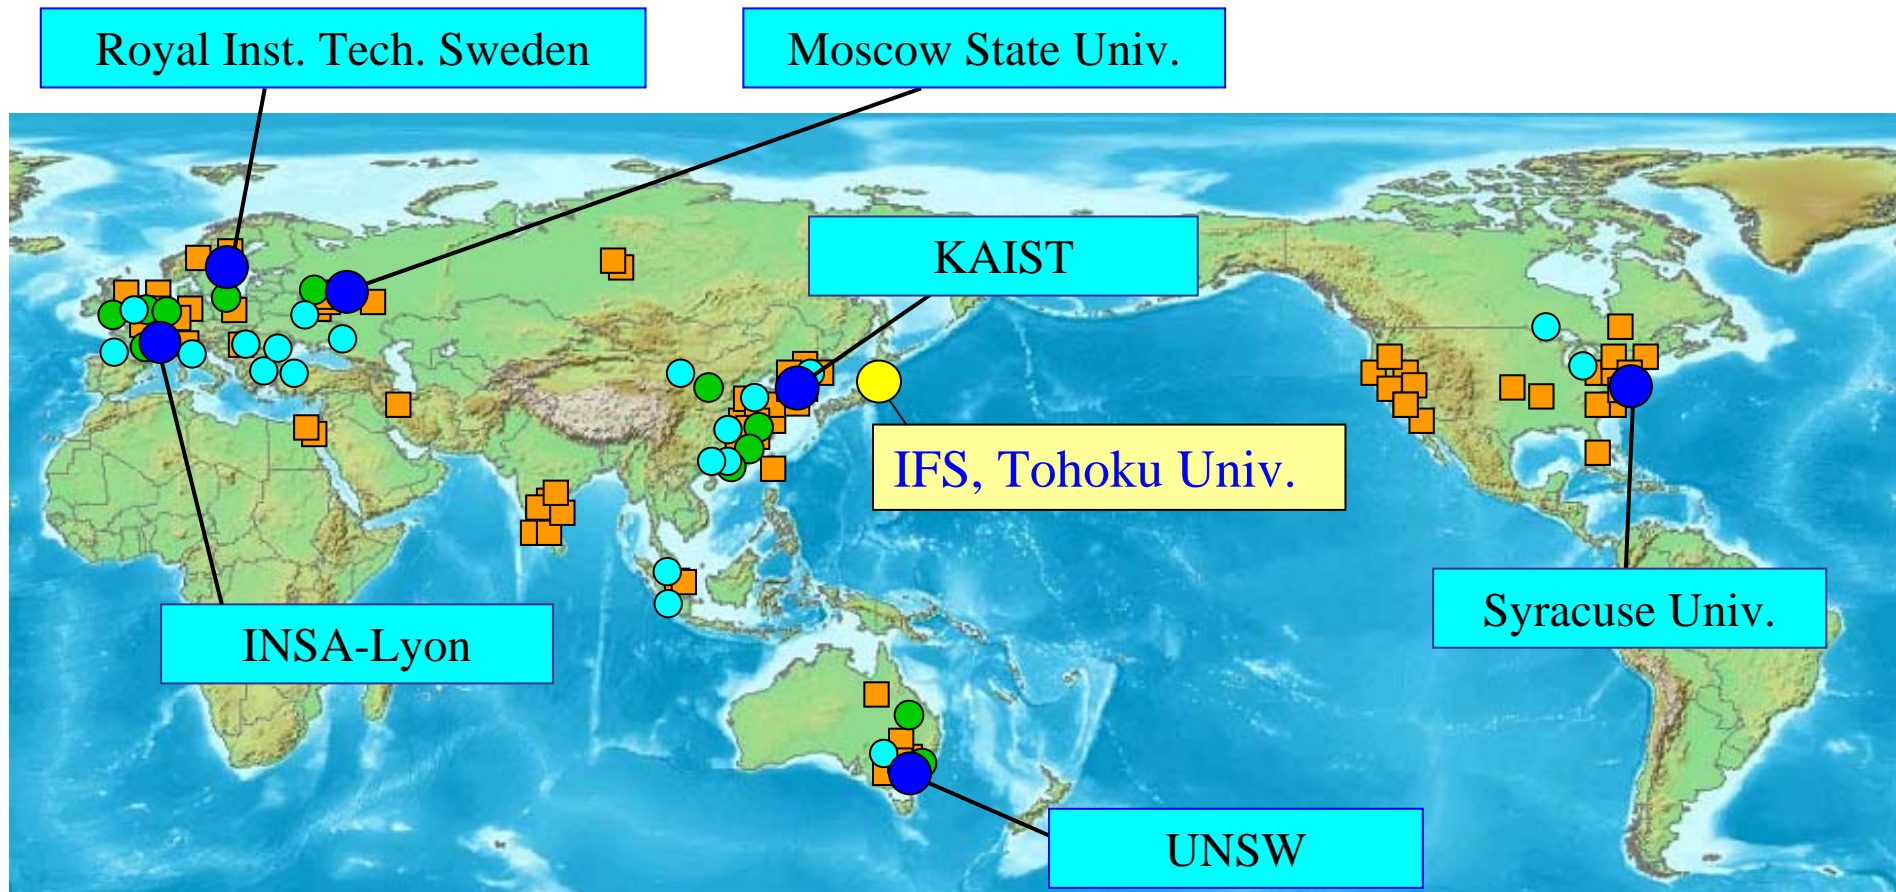 Royal Inst. Tech. Sweden
Moscow State Univ.
KAIST
IFS, Tohoku Univ.
INSA-Lyon
Syracuse Univ.
UNSW